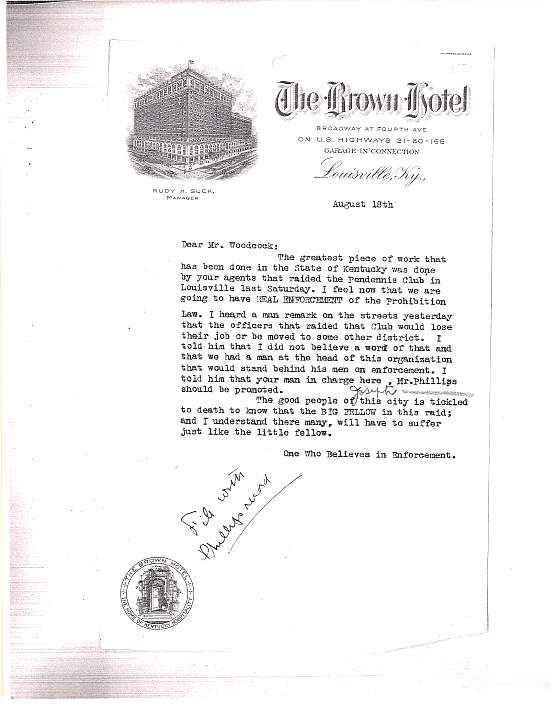 The Brown Hotel
BROADWAY AT FOURTH AVE.
ON U.S. HIGHWAYS 31-60-168
GARAGE IN CONNECTION
Louisville, Ky.,
RUDY H. SUCK,
MANAGER
August 18th
Dear Mr. Woodcock:
The greatest piece of work that
has been done in the State of Kentucky was done
by your agents that raided the Pendennis Club in
Louisville last Saturday. I feel now that we are
going to have REAL ENFORCEMENT of the Prohibition
Law. I heard a man remark on the streets yesterday
that the officers that raided that Club would lose
their job or be moved to some other district. I
told him that I did not believe a word of that and
that we had a man at the head of this organization
that would stand behind his men on enforcement. I
told him that your man in charge here , Mr.Phillips
should be promoted. Joseph
The good people of this city is tickled
to death to know that the BIG FELLOW in this raid;
and I understand there many, will have to suffer
just like the little fellow.
One Who Believes in Enforcement.
File with
Phillips record
THE BROWN HOTEL
THE HOME OF KENTUCKY HOSPITALITY